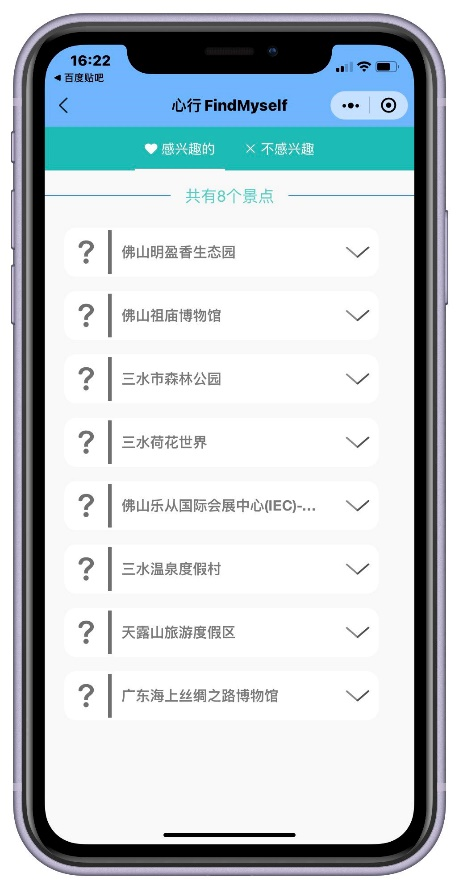 16:22
百度贴吧
心行 FindMyself
感兴趣的
不感兴趣
共有8个景点
? 佛山明盈香生态园
? 佛山祖庙博物馆
? 三水市森林公园
? 三水荷花世界
? 佛山乐从国际会展中心(IEC)-...
? 三水温泉度假村
? 天露山旅游度假区
? 广东海上丝绸之路博物馆